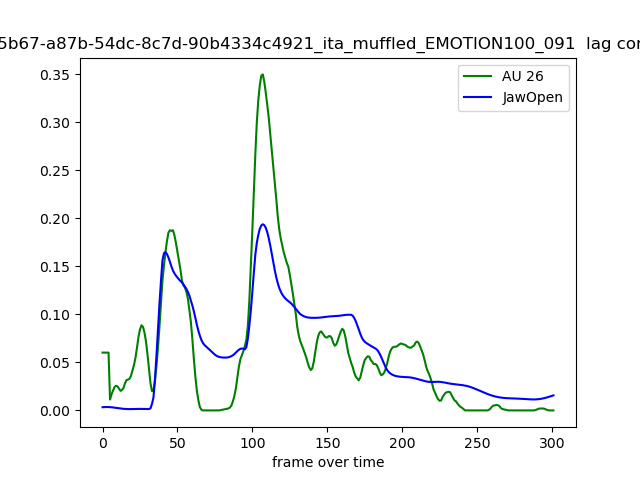 5b67-a87b-54dc-8c7d-90b4334c4921_ita_muffled_EMOTION100_091 lag cor
AU 26
JawOpen
0.35
0.30
0.25
0.20
0.15
0.10
0.05
0.00
0 50 100 150 200 250 300
frame over time